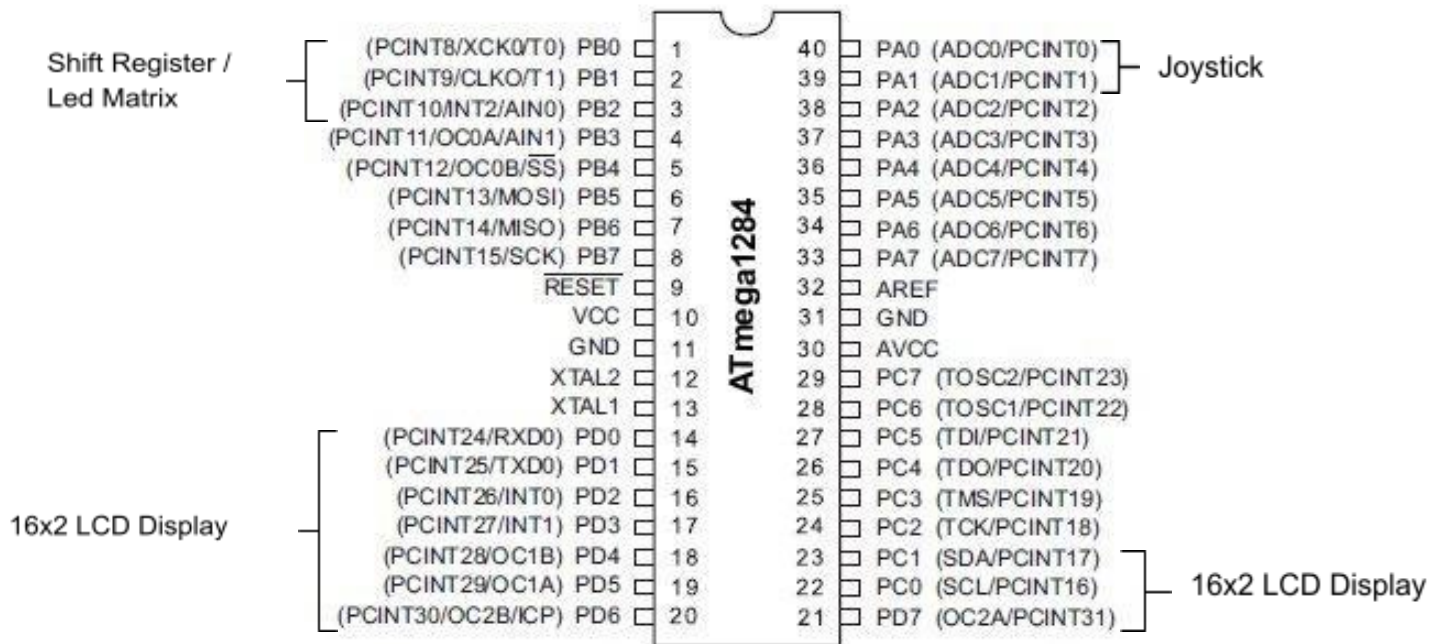 Shift Register /
Led Matrix
(PCINT8/XCK0/T0) PB0 1
(PCINT9/CLKO/T1) PB1 2
(PCINT10/INT2/AIN0) PB2 3
(PCINT11/OC0A/AIN1) PB3 4
(PCINT12/OC0B/SS) PB4 5
(PCINT13/MOSI) PB5 6
(PCINT14/MISO) PB6 7
(PCINT15/SCK) PB7 8
RESET 9
VCC 10
GND 11
XTAL2 12
XTAL1 13
(PCINT24/RXD0) PD0 14
(PCINT25/TXD0) PD1 15
(PCINT26/INT0) PD2 16
(PCINT27/INT1) PD3 17
(PCINT28/OC1B) PD4 18
(PCINT29/OC1A) PD5 19
(PCINT30/OC2B/ICP) PD6 20
16x2 LCD Display
ATmega1284
40 PA0 (ADC0/PCINT0)
39 PA1 (ADC1/PCINT1)
38 PA2 (ADC2/PCINT2)
37 PA3 (ADC3/PCINT3)
36 PA4 (ADC4/PCINT4)
35 PA5 (ADC5/PCINT5)
34 PA6 (ADC6/PCINT6)
33 PA7 (ADC7/PCINT7)
32 AREF
31 GND
30 AVCC
29 PC7 (TOSC2/PCINT23)
28 PC6 (TOSC1/PCINT22)
27 PC5 (TDI/PCINT21)
26 PC4 (TDO/PCINT20)
25 PC3 (TMS/PCINT19)
24 PC2 (TCK/PCINT18)
23 PC1 (SDA/PCINT17)
22 PC0 (SCL/PCINT16)
21 PD7 (OC2A/PCINT31)
Joystick
16x2 LCD Display